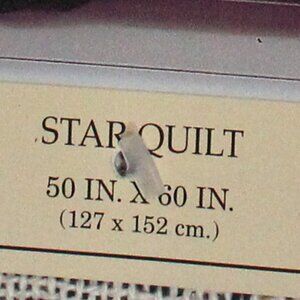 STAR QUILT
50 IN. X 60 IN.
(127 x 152 cm.)